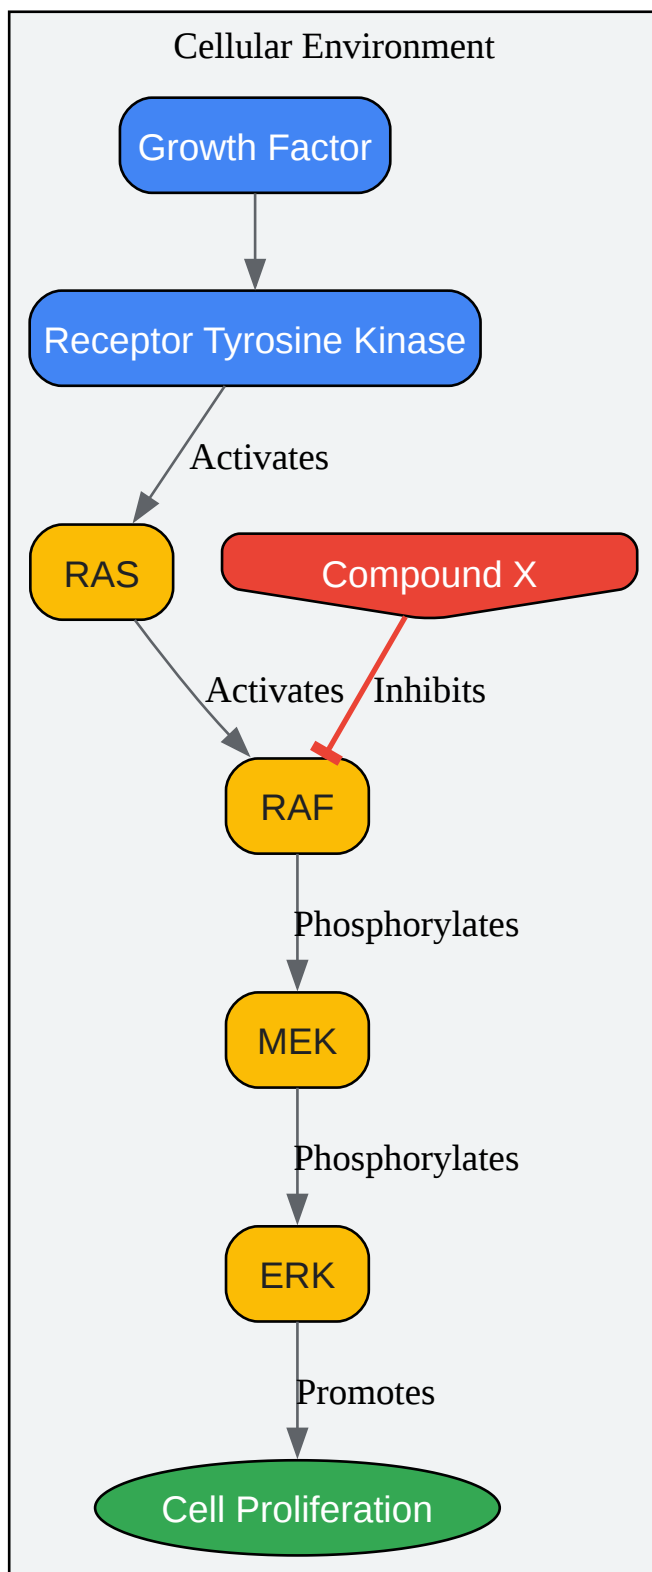 Cellular Environment
Growth Factor
Receptor Tyrosine Kinase
Activates
RAS
Compound X
Activates
Inhibits
RAF
Phosphorylates
MEK
Phosphorylates
ERK
Promotes
Cell Proliferation